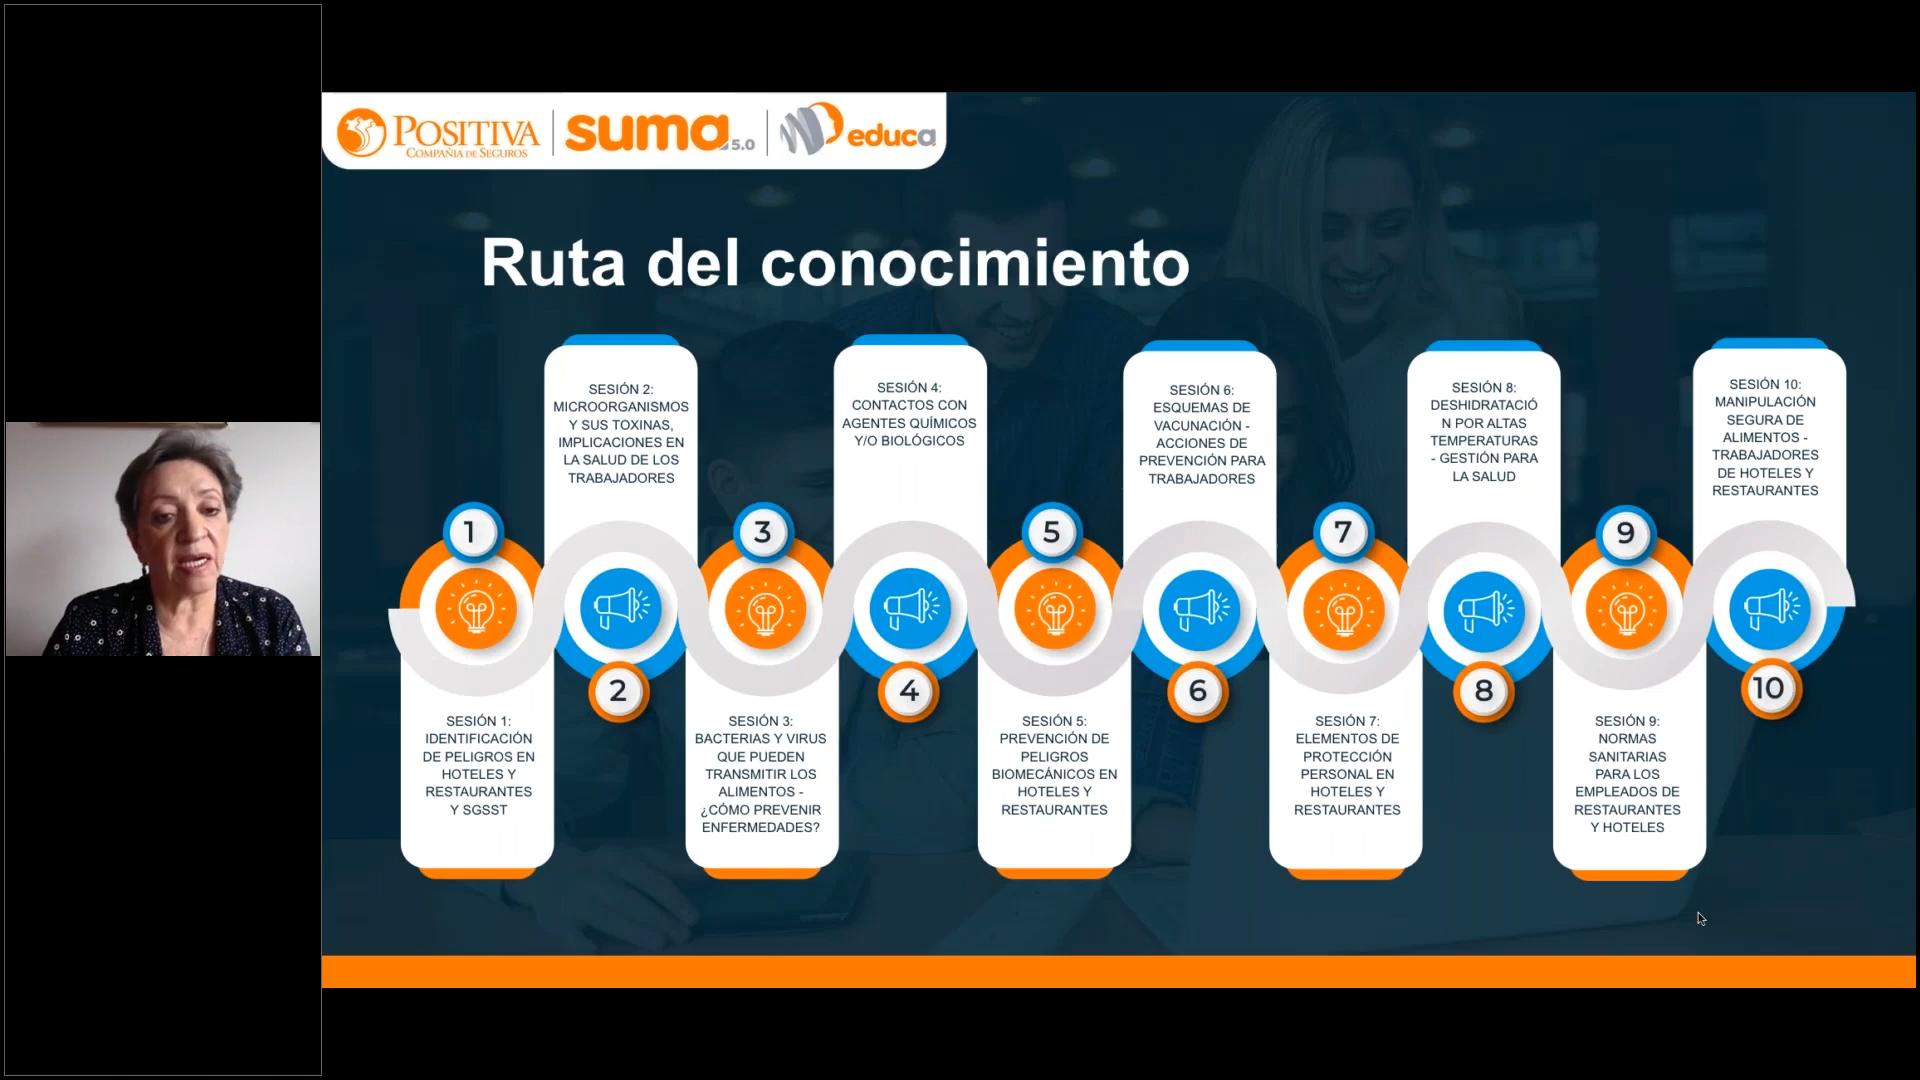 POSITIVA
COMPAÑIA DE SEGUROS
suma 5.0
educa
Ruta del conocimiento
1
SESIÓN 1:
IDENTIFICACIÓN
DE PELIGROS EN
HOTELES Y
RESTAURANTES
Y SGSST
SESIÓN 2:
MICROORGANISMOS
Y SUS TOXINAS,
IMPLICACIONES EN
LA SALUD DE LOS
TRABAJADORES
2
3
SESIÓN 3:
BACTERIAS Y VIRUS
QUE PUEDEN
TRANSMITIR LOS
ALIMENTOS -
¿CÓMO PREVENIR
ENFERMEDADES?
SESIÓN 4:
CONTACTOS CON
AGENTES QUÍMICOS
Y/O BIOLÓGICOS
4
5
SESIÓN 5:
PREVENCIÓN DE
PELIGROS
BIOMECÁNICOS EN
HOTELES Y
RESTAURANTES
SESIÓN 6:
ESQUEMAS DE
VACUNACIÓN -
ACCIONES DE
PREVENCIÓN PARA
TRABAJADORES
6
7
SESIÓN 7:
ELEMENTOS DE
PROTECCIÓN
PERSONAL EN
HOTELES Y
RESTAURANTES
SESIÓN 8:
DESHIDRATACIÓ
N POR ALTAS
TEMPERATURAS
- GESTIÓN PARA
LA SALUD
8
9
SESIÓN 9:
NORMAS
SANITARIAS
PARA LOS
EMPLEADOS DE
RESTAURANTES
Y HOTELES
SESIÓN 10:
MANIPULACIÓN
SEGURA DE
ALIMENTOS -
TRABAJADORES
DE HOTELES Y
RESTAURANTES
10